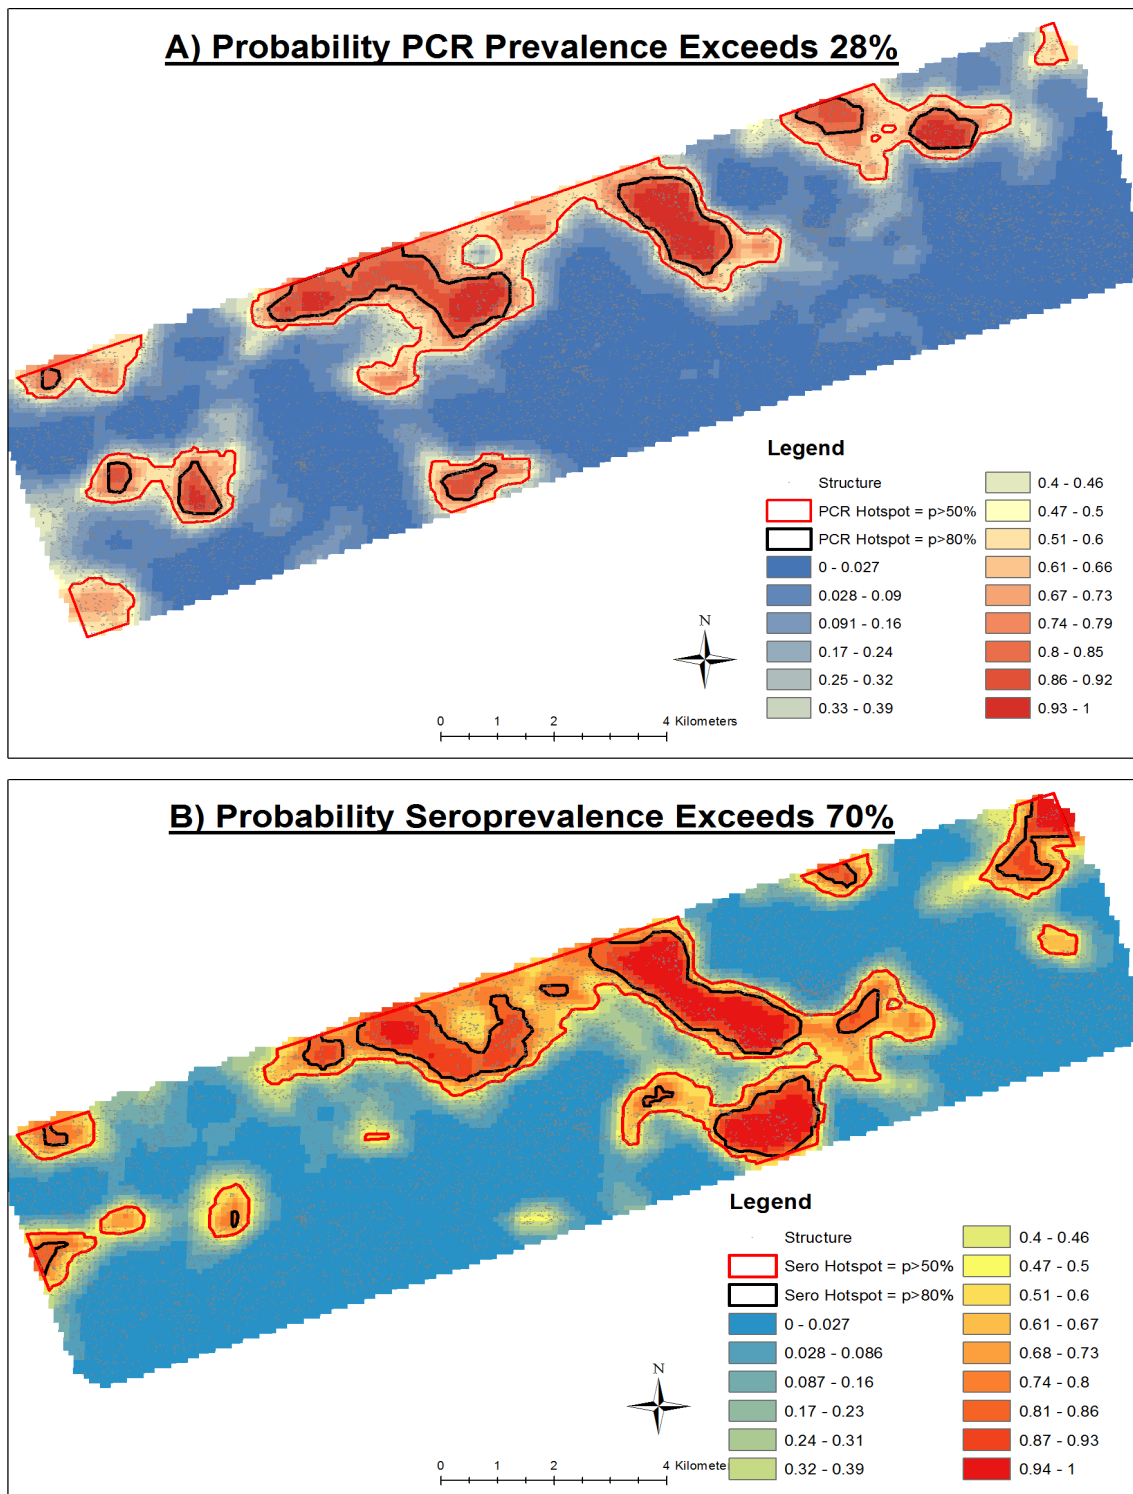 A) Probability PCR Prevalence Exceeds 28%
Legend
Structure
PCR Hotspot = p>50%
PCR Hotspot = p>80%
0 - 0.027
0.028 - 0.09
0.091 - 0.16
0.17 - 0.24
0.25 - 0.32
0.33 - 0.39
0.4 - 0.46
0.47 - 0.5
0.51 - 0.6
0.61 - 0.66
0.67 - 0.73
0.74 - 0.79
0.8 - 0.85
0.86 - 0.92
0.93 - 1
N
0 1 2 4 Kilometers
B) Probability Seroprevalence Exceeds 70%
Legend
Structure
Sero Hotspot = p>50%
Sero Hotspot = p>80%
0 - 0.027
0.028 - 0.086
0.087 - 0.16
0.17 - 0.23
0.24 - 0.31
0.32 - 0.39
0.4 - 0.46
0.47 - 0.5
0.51 - 0.6
0.61 - 0.67
0.68 - 0.73
0.74 - 0.8
0.81 - 0.86
0.87 - 0.93
0.94 - 1
N
0 1 2 4 Kilomet